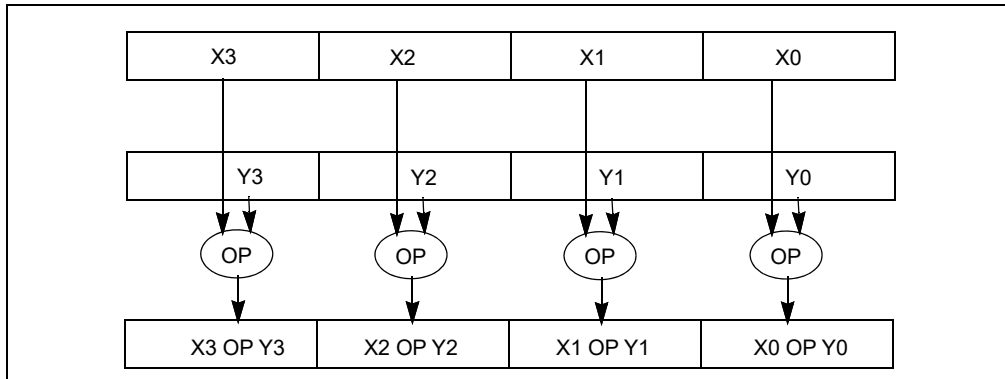 X3 X2 X1 X0
Y3 Y2 Y1 Y0
OP OP OP OP
X3 OP Y3 X2 OP Y2 X1 OP Y1 X0 OP Y0